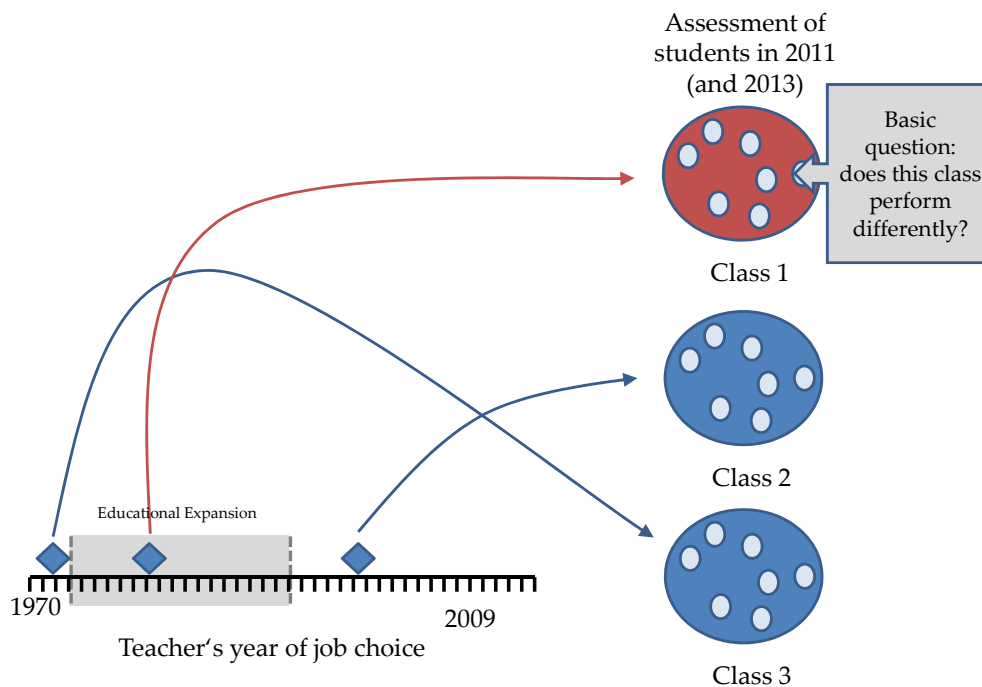 Assessment of
students in 2011
(and 2013)
Basic
question:
does this class
perform
differently?
Class 1
Class 2
Educational Expansion
1970
2009
Teacher‘s year of job choice
Class 3